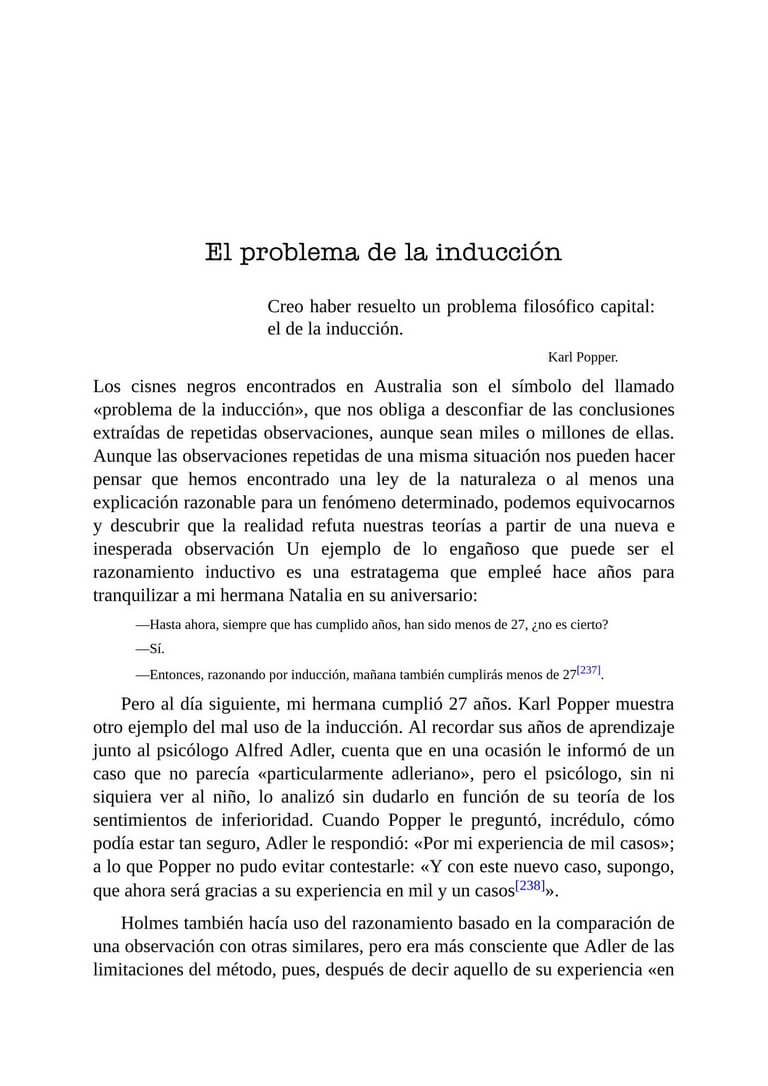 El problema de la inducción
Creo haber resuelto un problema filosófico capital:
el de la inducción.
Karl Popper.
Los cisnes negros encontrados en Australia son el símbolo del llamado
«problema de la inducción», que nos obliga a desconfiar de las conclusiones
extraídas de repetidas observaciones, aunque sean miles o millones de ellas.
Aunque las observaciones repetidas de una misma situación nos pueden hacer
pensar que hemos encontrado una ley de la naturaleza o al menos una
explicación razonable para un fenómeno determinado, podemos equivocarnos
y descubrir que la realidad refuta nuestras teorías a partir de una nueva e
inesperada observación Un ejemplo de lo engañoso que puede ser el
razonamiento inductivo es una estratagema que empleé hace años para
tranquilizar a mi hermana Natalia en su aniversario:
—Hasta ahora, siempre que has cumplido años, han sido menos de 27, ¿no es cierto?
—Sí.
—Entonces, razonando por inducción, mañana también cumplirás menos de 27[237].
Pero al día siguiente, mi hermana cumplió 27 años. Karl Popper muestra
otro ejemplo del mal uso de la inducción. Al recordar sus años de aprendizaje
junto al psicólogo Alfred Adler, cuenta que en una ocasión le informó de un
caso que no parecía «particularmente adleriano», pero el psicólogo, sin ni
siquiera ver al niño, lo analizó sin dudarlo en función de su teoría de los
sentimientos de inferioridad. Cuando Popper le preguntó, incrédulo, cómo
podía estar tan seguro, Adler le respondió: «Por mi experiencia de mil casos»;
a lo que Popper no pudo evitar contestarle: «Y con este nuevo caso, supongo,
que ahora será gracias a su experiencia en mil y un casos[238]».
Holmes también hacía uso del razonamiento basado en la comparación de
una observación con otras similares, pero era más consciente que Adler de las
limitaciones del método, pues, después de decir aquello de su experiencia «en